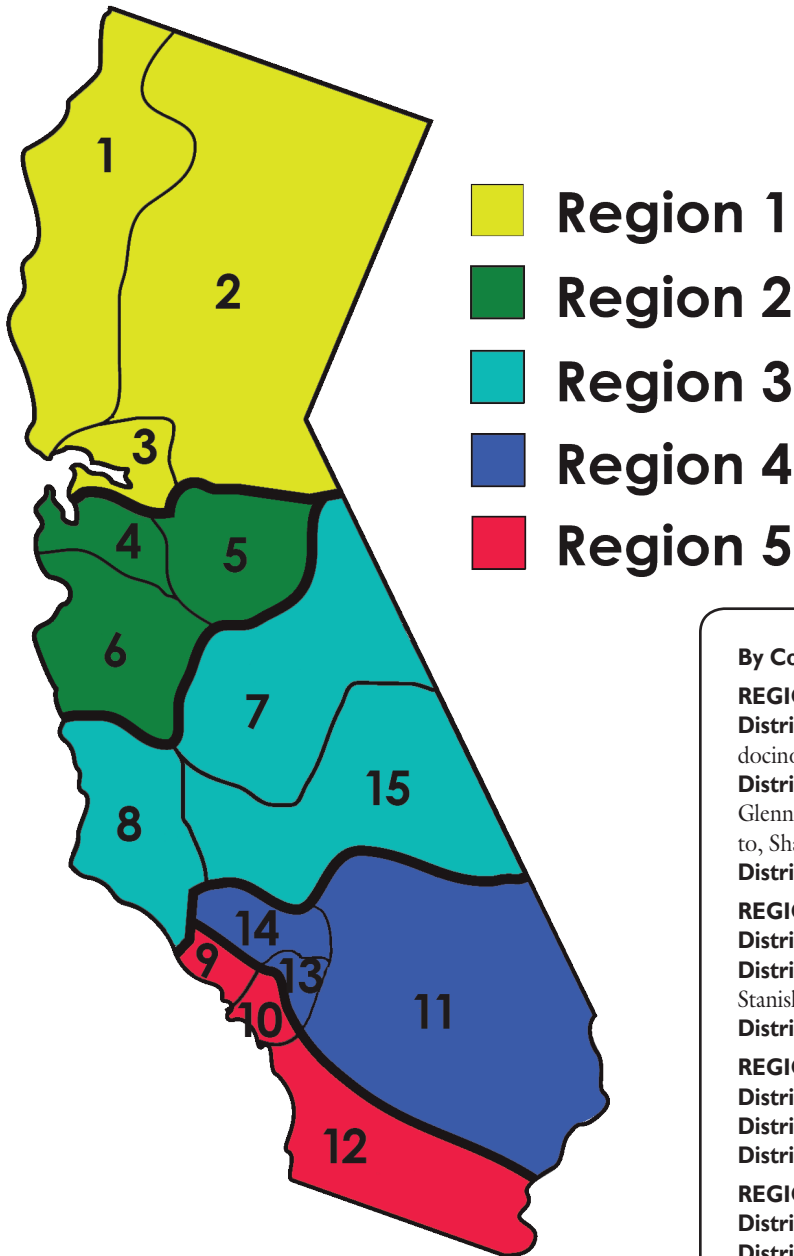 1
2
3
4
5
6
7
15
8
14
9
13
10
11
12
Region 1
Region 2
Region 3
Region 4
Region 5
By Co
REGIO
Distri
docino
Distri
Glenn
to, Sha
Distri
REGIO
Distri
Distri
Stanisl
Distri
REGIO
Distri
Distri
Distri
REGIO
Distri
Distri